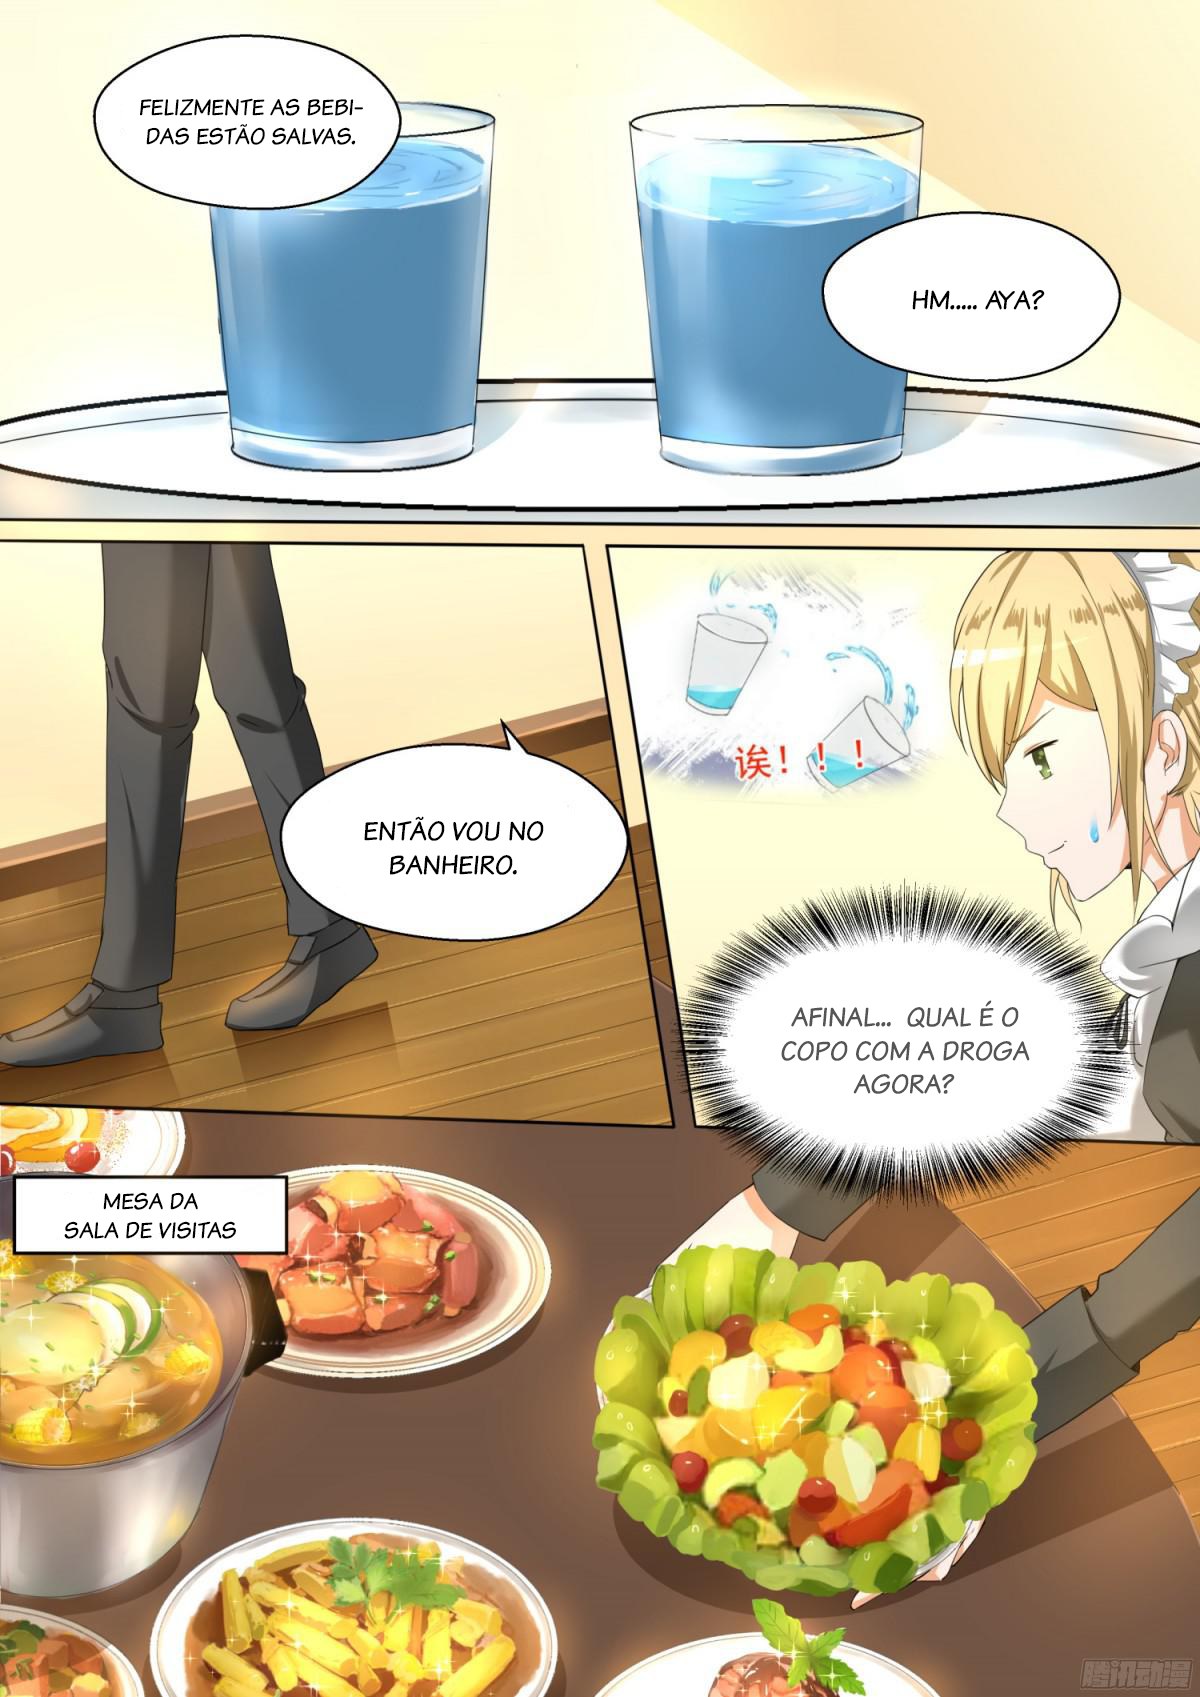 FELIZMENTE AS BEBI-
DAS ESTÃO SALVAS.
HM..... AYA?
ENTÃO VOU NO
BANHEIRO.
诶！！！
AFINAL... QUAL É O
COPO COM A DROGA
AGORA?
MESA DA
SALA DE VISITAS
腾讯动漫